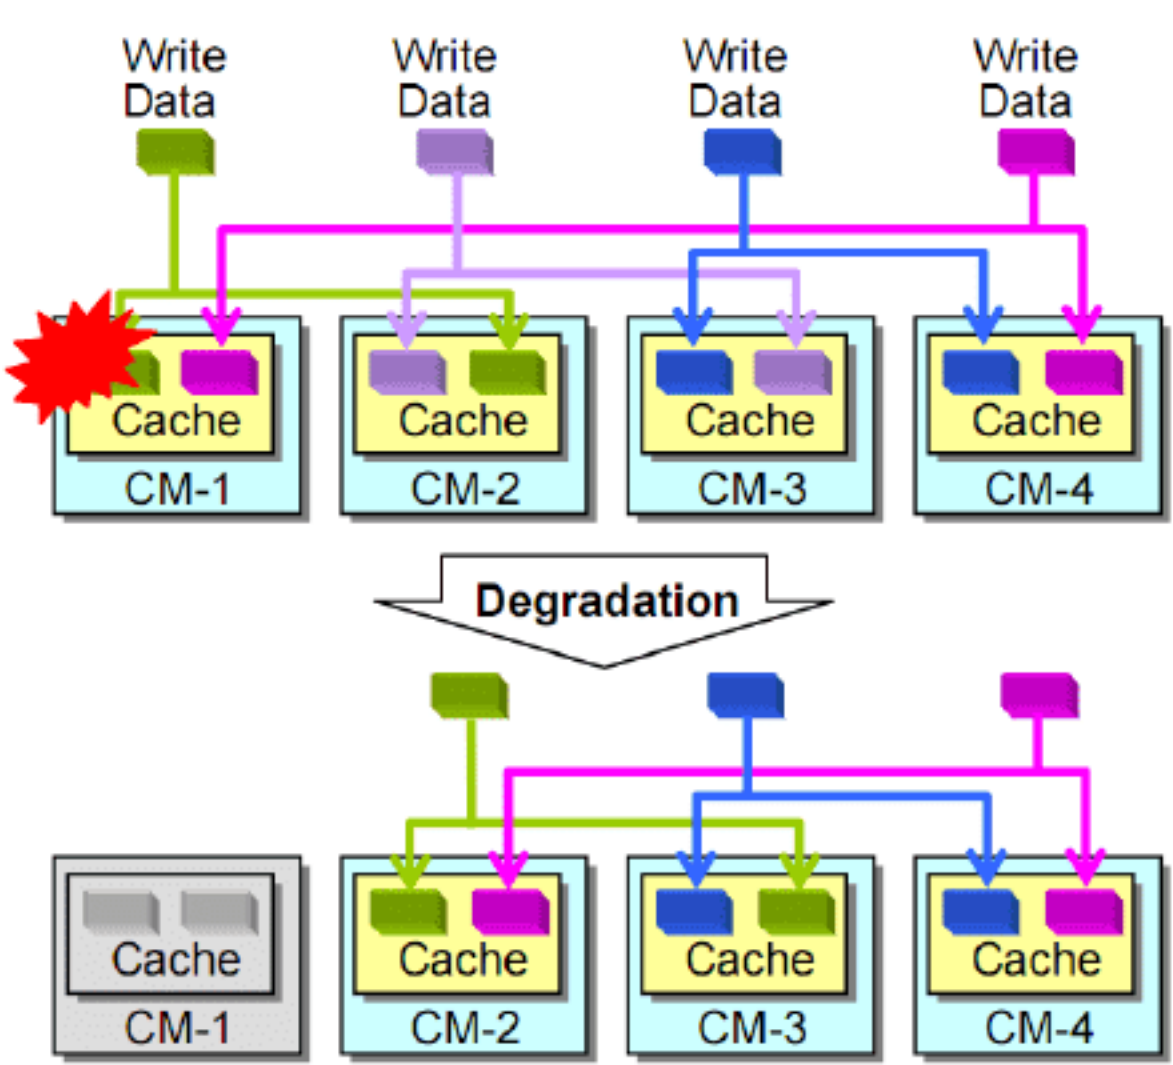 Write Data
Write Data
Write Data
Write Data
Cache
Cache
Cache
Cache
CM-1
CM-2
CM-3
CM-4
Degradation
Cache
Cache
Cache
Cache
CM-1
CM-2
CM-3
CM-4